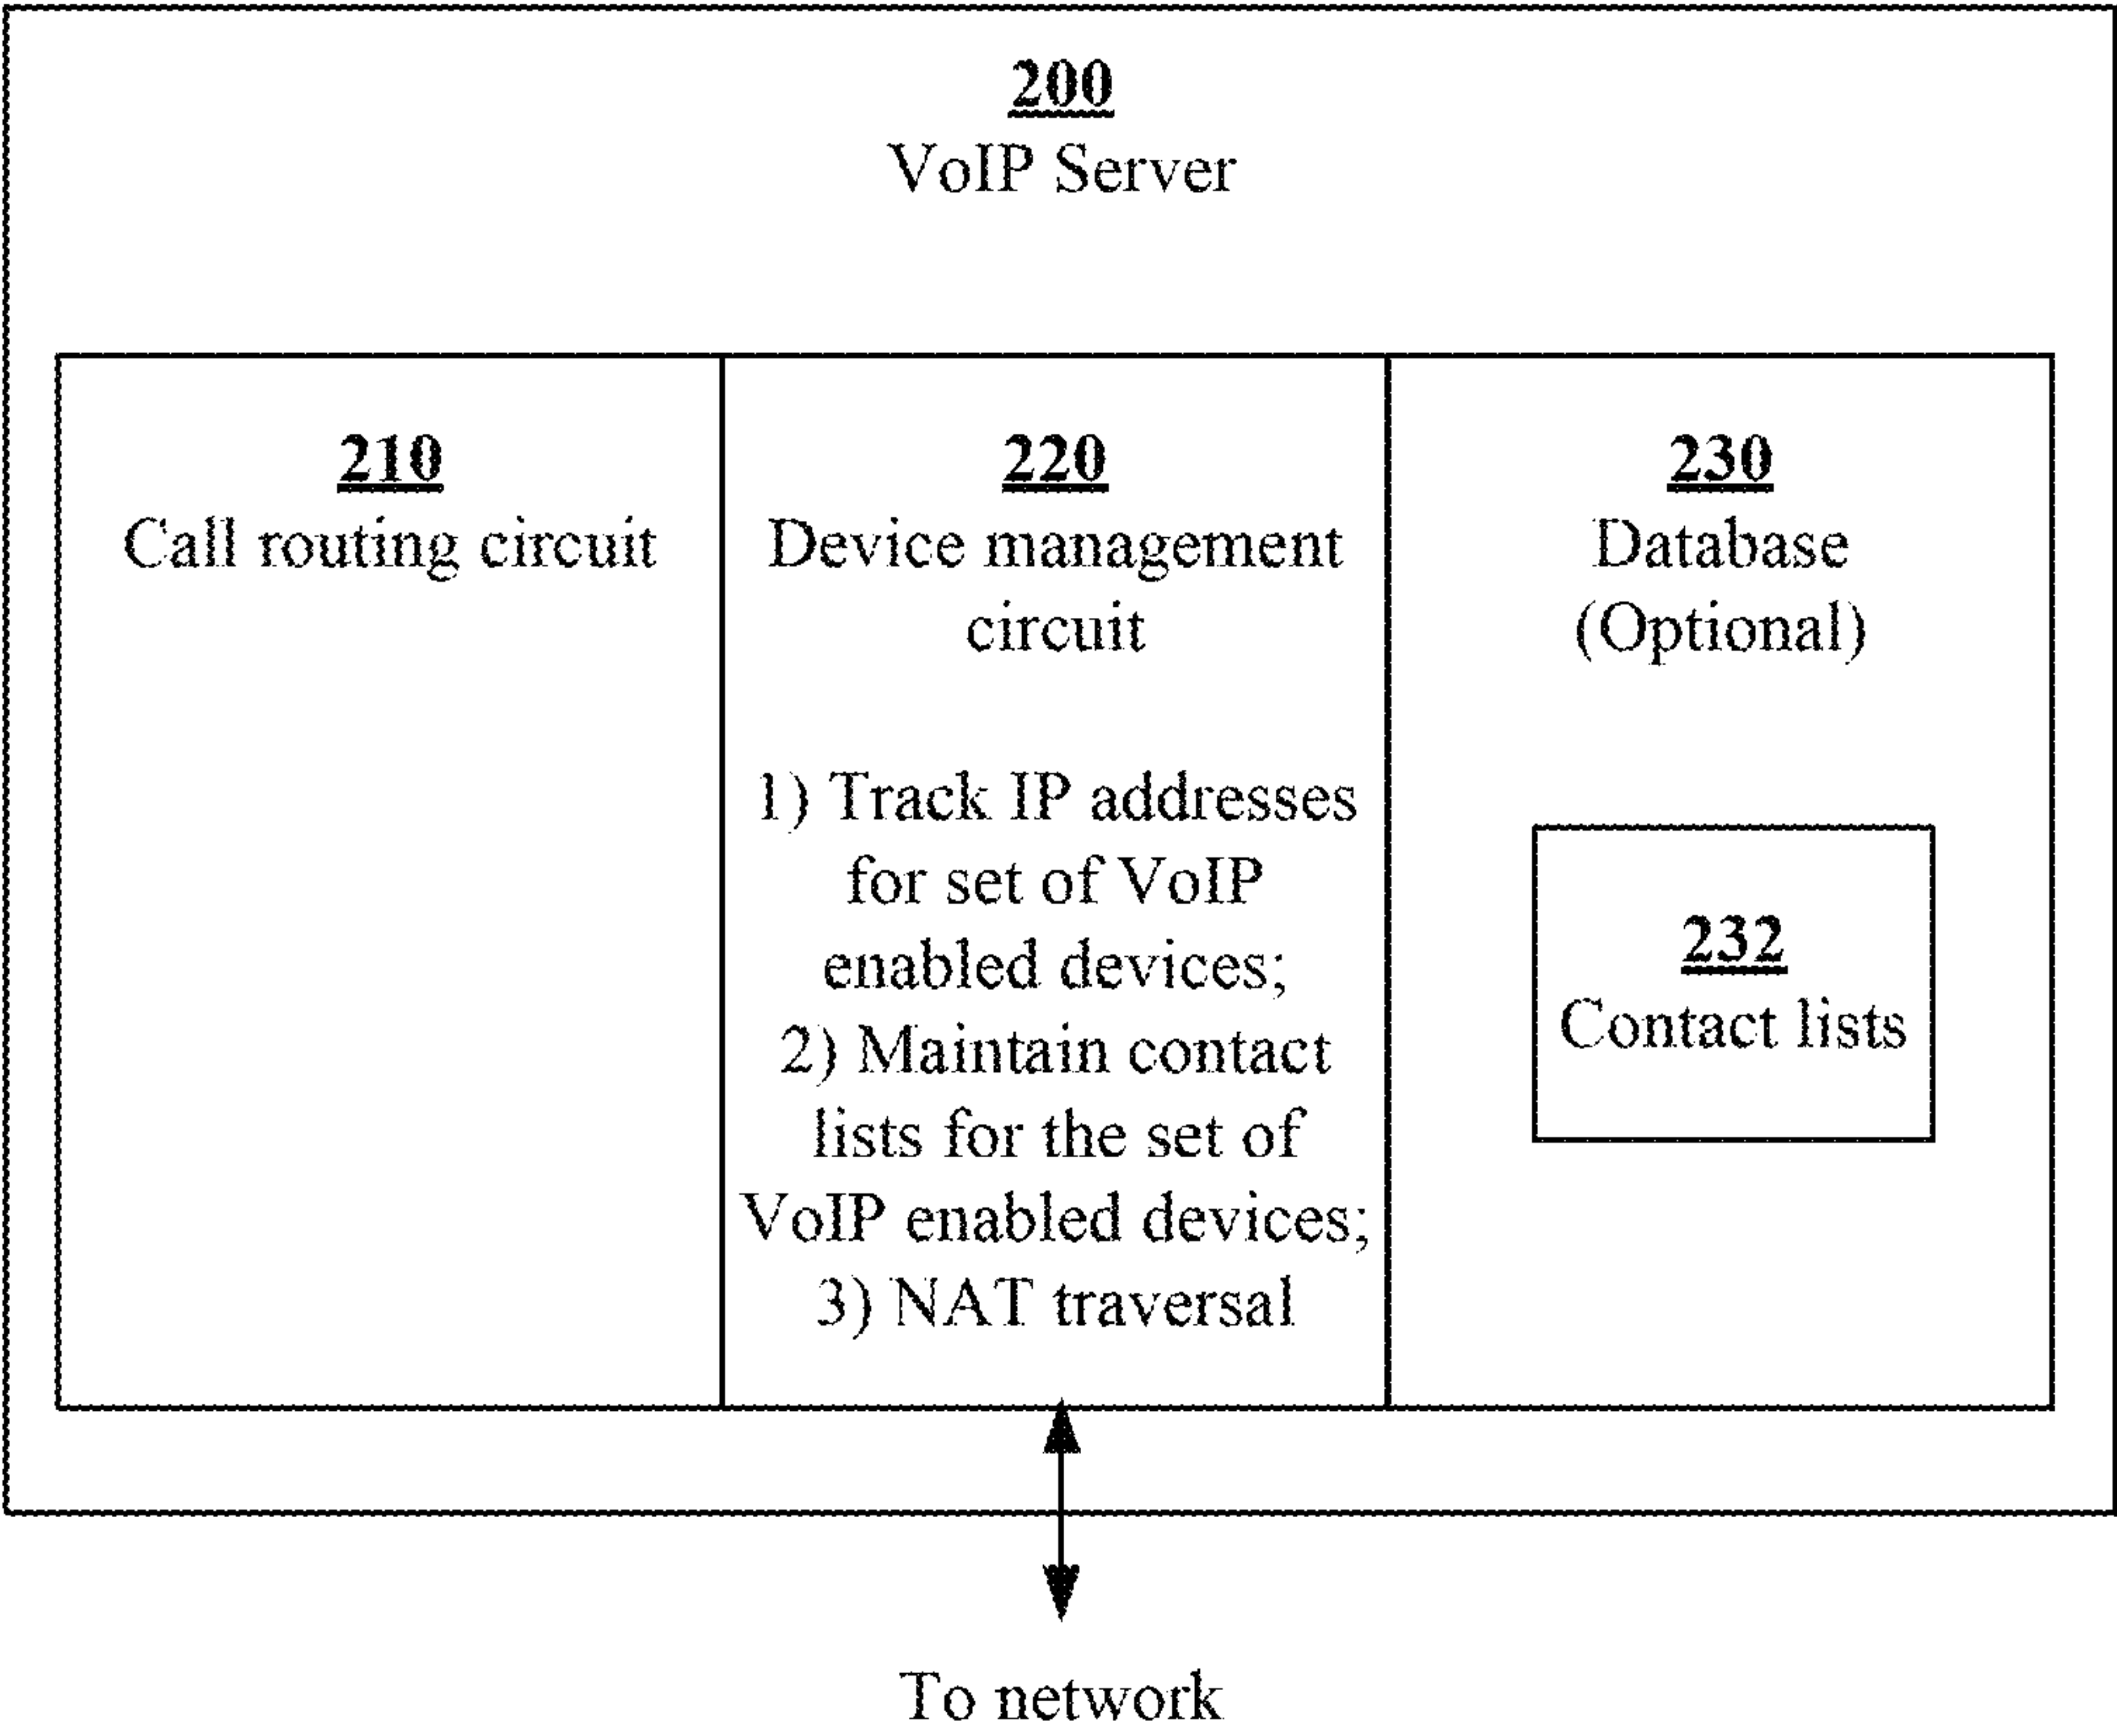 200
VoIP Server
210
Call routing circuit
220
Device management
circuit
1) Track IP addresses
for set of VoIP
enabled devices;
2) Maintain contact
lists for the set of
VoIP enabled devices;
3) NAT traversal
230
Database
(Optional)
232
Contact lists
To network